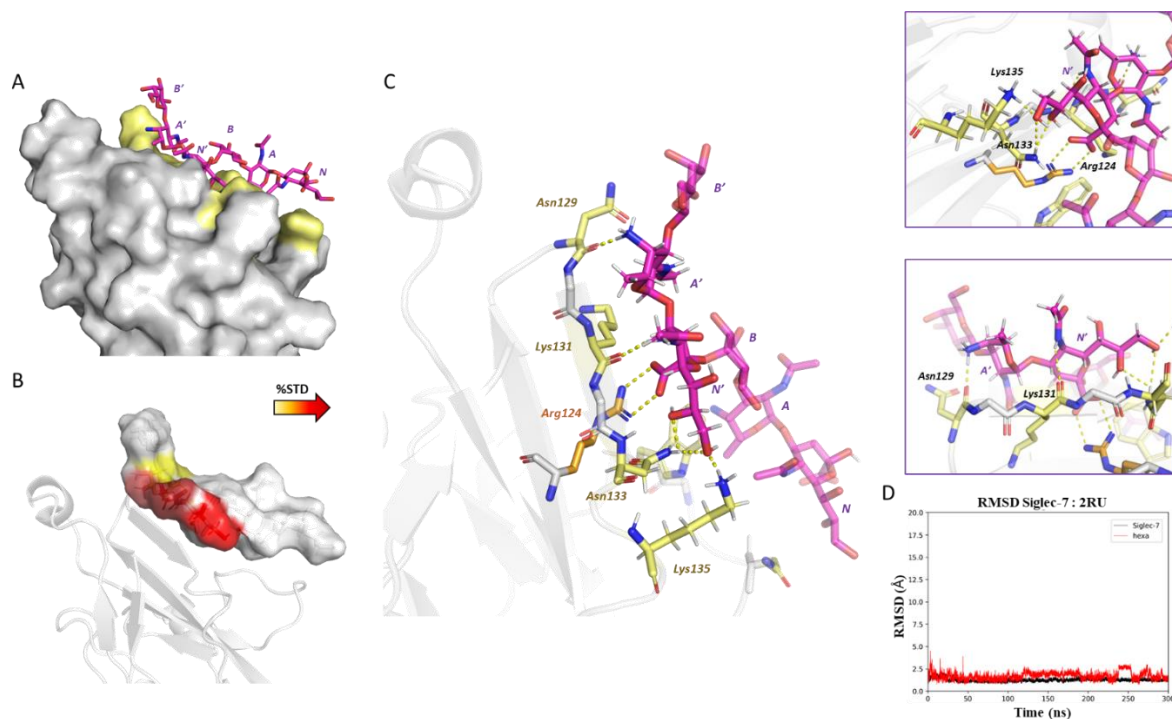 A
B'
A'
B
N'
A
N
B
%STD
C
B'
Asn129
A'
Lys131
B
N'
Arg124
A
Asn133
N
Lys135
N'
Lys135
Asn133
Arg124
N'
Asn129
A'
Lys131
D
RMSD Siglec-7 : 2RU
20.0
17.5
15.0
12.5
10.0
7.5
5.0
2.5
0.0
RMSD (Å)
Siglec-7
hexa
0 50 100 150 200 250 300
Time (ns)